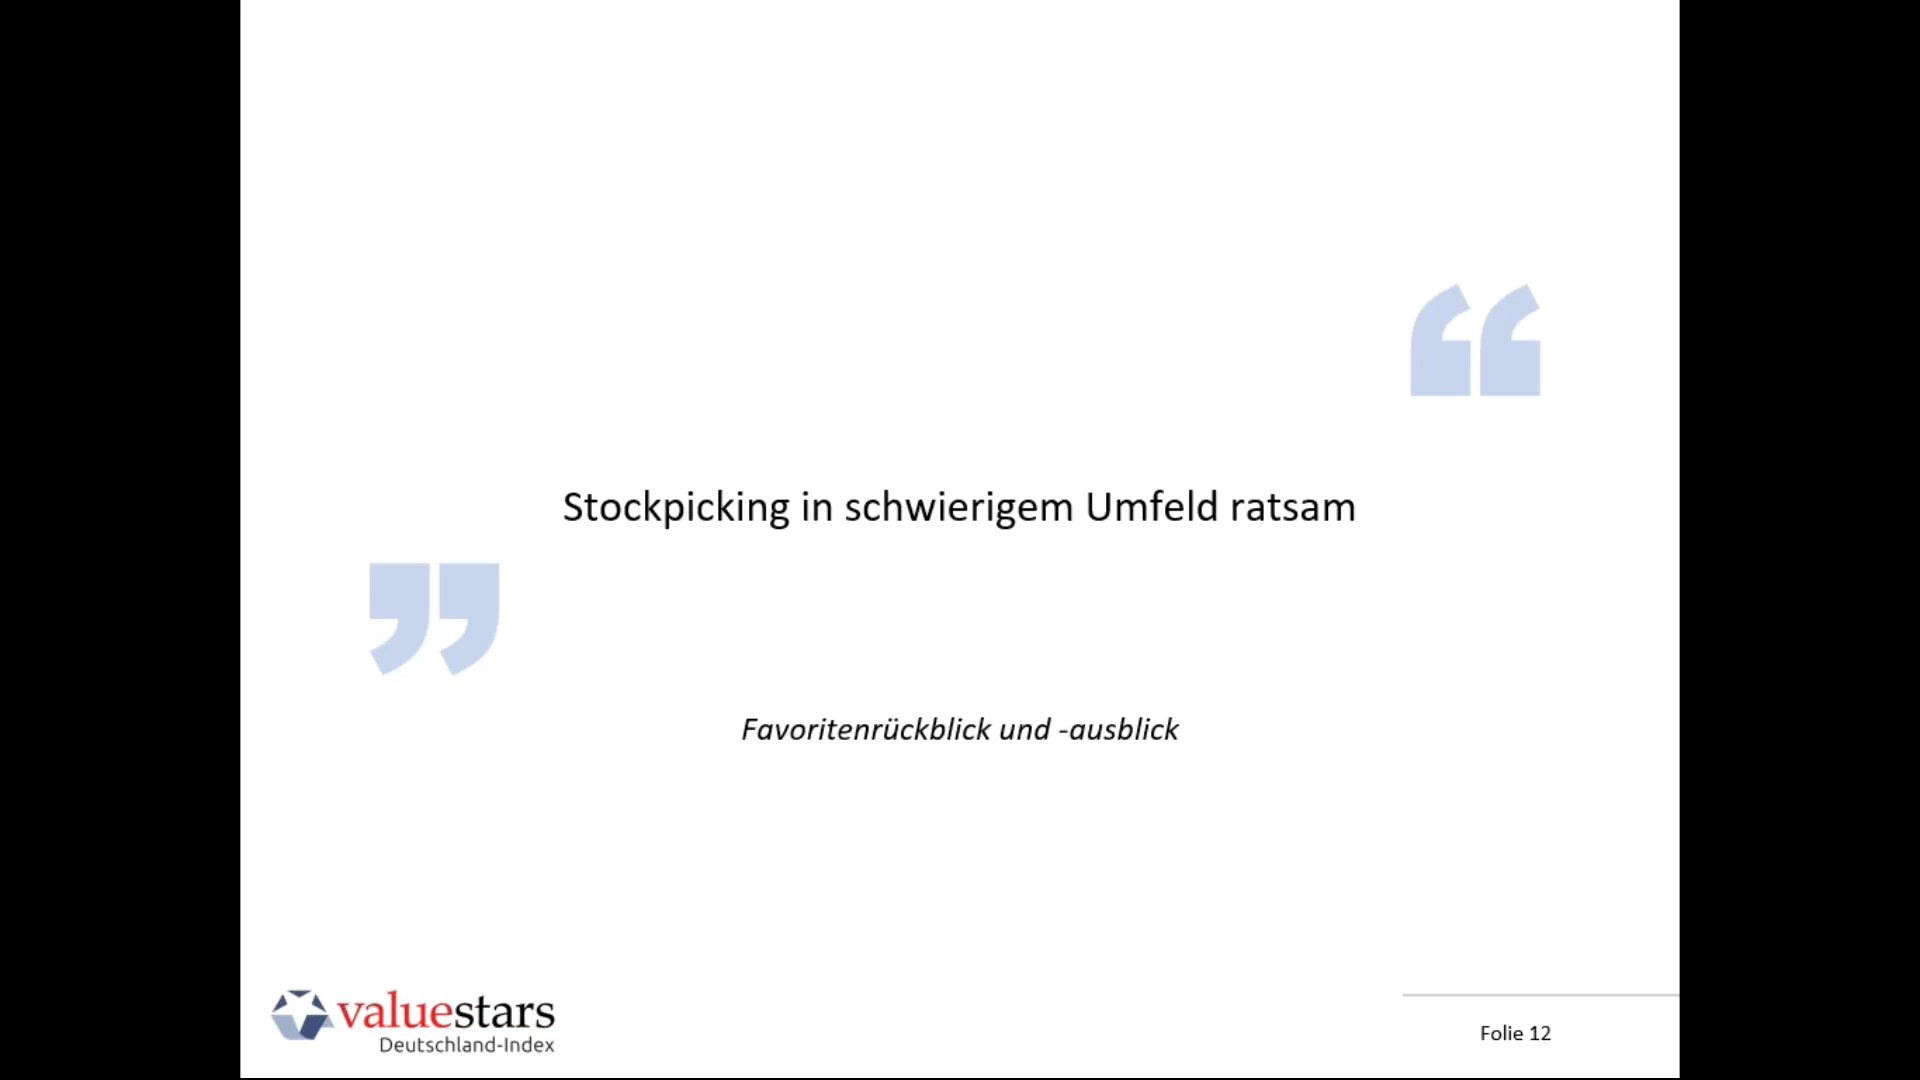 Stockpicking in schwierigem Umfeld ratsam
Favoritenrückblick und -ausblick
valuestars
Deutschland-Index
Folie 12